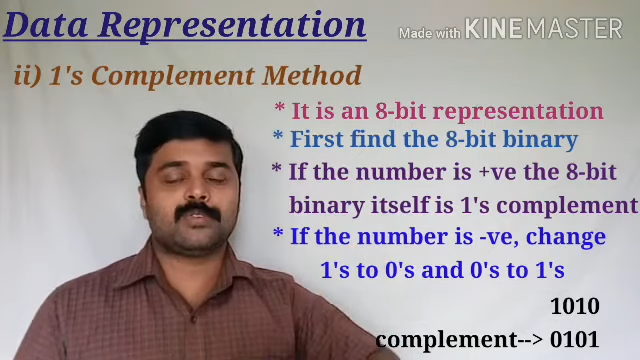 Data Representation
Made with KINEMASTER
ii) 1's Complement Method
* It is an 8-bit representation
* First find the 8-bit binary
* If the number is +ve the 8-bit
binary itself is 1's complement
* If the number is -ve, change
1's to 0's and 0's to 1's
1010
complement--> 0101